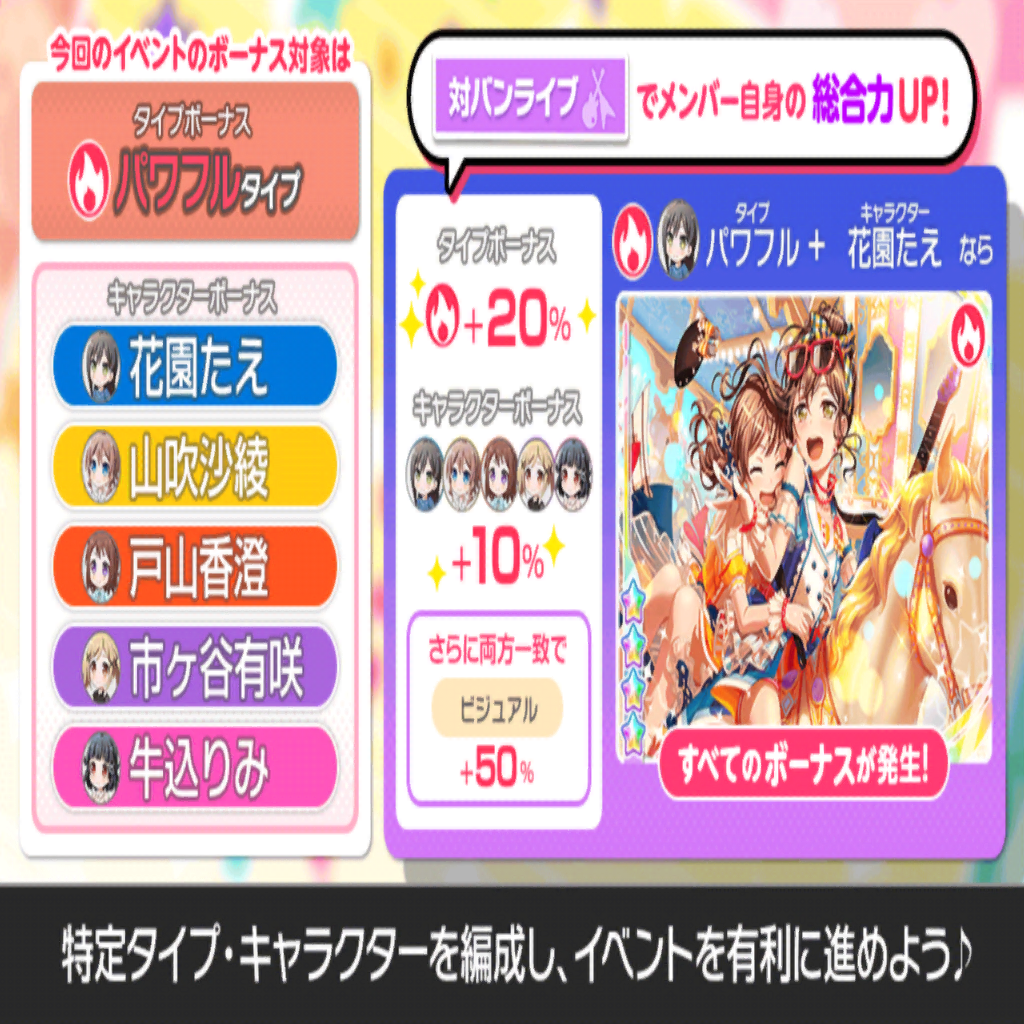 今回のイベントのボーナス対象は
タイプボーナス
パワフルタイプ
キャラクターボーナス
花園たえ
山吹沙綾
戸山香澄
市ヶ谷有咲
牛込りみ
対バンライブ でメンバー自身の 総合力 UP!
タイプボーナス
+20%
キャラクターボーナス
+10%
さらに両方一致で
ビジュアル
+50%
タイプ キャラクター
パワフル + 花園たえ なら
すべてのボーナスが発生!
特定タイプ・キャラクターを編成し、イベントを有利に進めよう♪